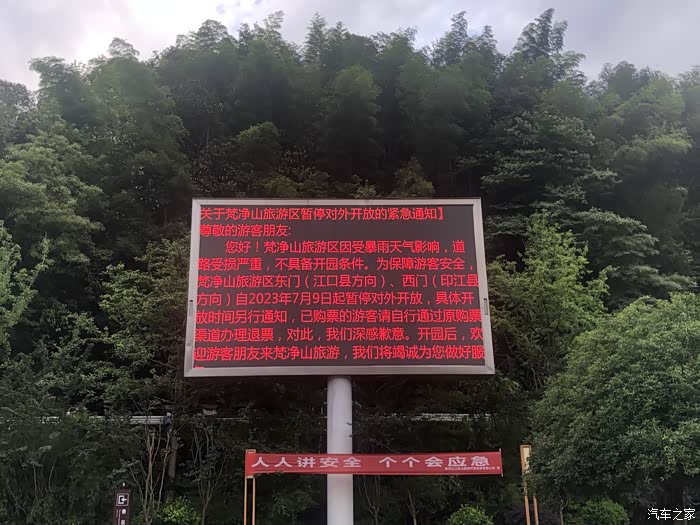 关于梵净山旅游区暂停对外开放的紧急通知】
尊敬的游客朋友:
您好！梵净山旅游区因受暴雨天气影响，道
路受损严重，不具备开园条件。为保障游客安全，
梵净山旅游区东门（江口县方向）、西门（印江县
方向）自2023年7月9日起暂停对外开放，具体开
放时间另行通知，已购票的游客请自行通过原购票
渠道办理退票，对此，我们深感歉意。开园后，欢
迎游客朋友来梵净山旅游，我们将竭诚为您做好服
人人讲安全 个个会应急
汽车之家